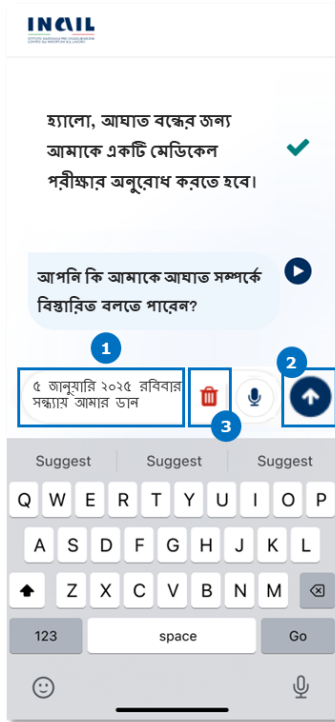 INAIL
হ্যালো, আঘাত বন্ধের জন্য
আমাকে একটি মেডিকেল
পরীক্ষার অনুরোধ করতে হবে।
আপনি কি আমাকে আঘাত সম্পর্কে
বিস্তারিত বলতে পারেন?
1
2
৫ জানুয়ারি ২০২৫ রবিবার
সন্ধ্যায় আমার ডান
3
Suggest Suggest Suggest
Q W E R T Y U I O P
A S D F G H J K L
Z X C V B N M
123 space Go